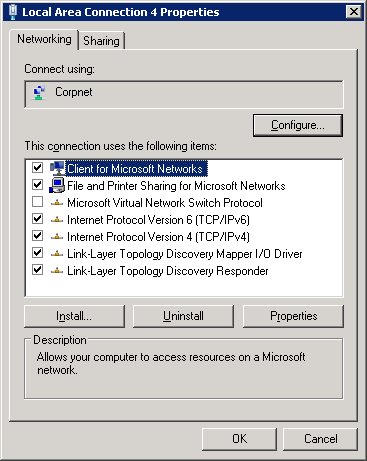 Local Area Connection 4 Properties
Networking
Sharing
Connect using:
Corpnet
Configure...
This connection uses the following items:
Client for Microsoft Networks
File and Printer Sharing for Microsoft Networks
Microsoft Virtual Network Switch Protocol
Internet Protocol Version 6 (TCP/IPv6)
Internet Protocol Version 4 (TCP/IPv4)
Link-Layer Topology Discovery Mapper I/O Driver
Link-Layer Topology Discovery Responder
Install...
Uninstall
Properties
Description
Allows your computer to access resources on a Microsoft
network.
OK
Cancel